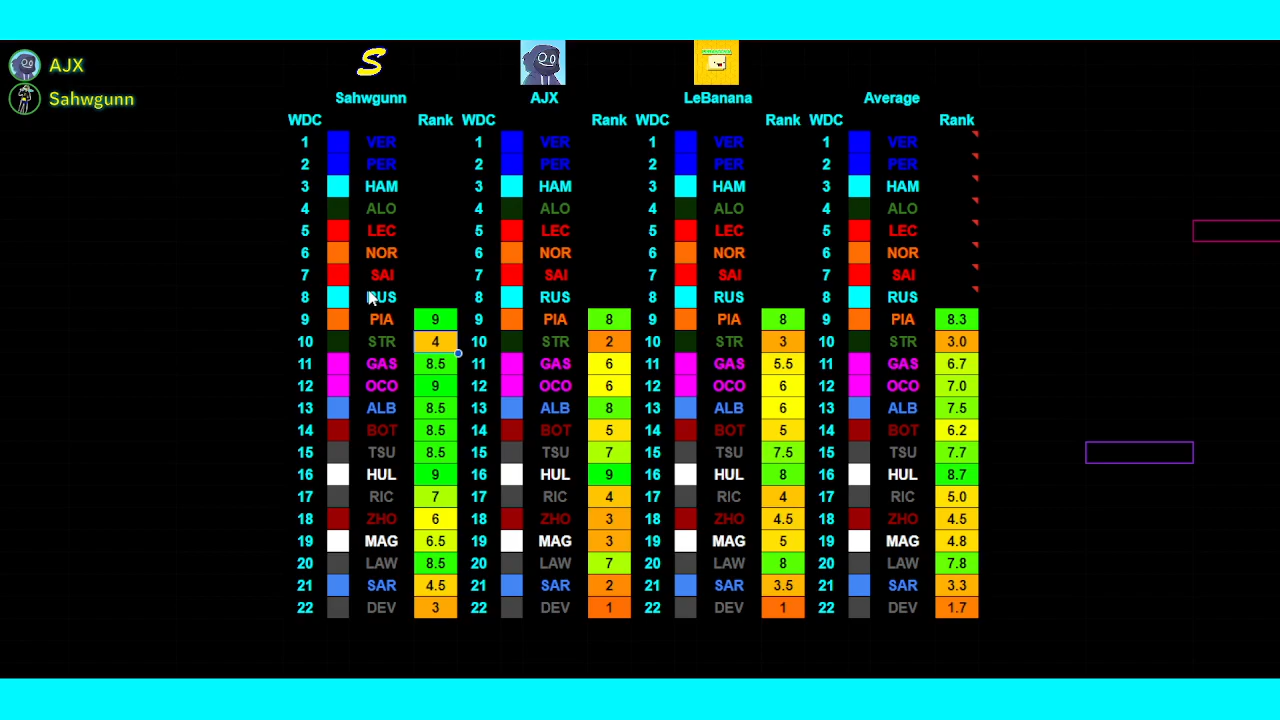 AJX
Sahwgunn
S
Sahwgunn AJX LeBanana Average
WDC Rank WDC Rank WDC Rank WDC Rank
1 VER 1 VER 1 VER 1 VER
2 PER 2 PER 2 PER 2 PER
3 HAM 3 HAM 3 HAM 3 HAM
4 ALO 4 ALO 4 ALO 4 ALO
5 LEC 5 LEC 5 LEC 5 LEC
6 NOR 6 NOR 6 NOR 6 NOR
7 SAI 7 SAI 7 SAI 7 SAI
8 RUS 8 RUS 8 RUS 8 RUS
9 PIA 9 9 PIA 8 9 PIA 8 9 PIA 8.3
10 STR 4 10 STR 2 10 STR 3 10 STR 3.0
11 GAS 8.5 11 GAS 6 11 GAS 5.5 11 GAS 6.7
12 OCO 9 12 OCO 6 12 OCO 6 12 OCO 7.0
13 ALB 8.5 13 ALB 8 13 ALB 6 13 ALB 7.5
14 BOT 8.5 14 BOT 5 14 BOT 5 14 BOT 6.2
15 TSU 8.5 15 TSU 7 15 TSU 7.5 15 TSU 7.7
16 HUL 9 16 HUL 9 16 HUL 8 16 HUL 8.7
17 RIC 7 17 RIC 4 17 RIC 4 17 RIC 5.0
18 ZHO 6 18 ZHO 3 18 ZHO 4.5 18 ZHO 4.5
19 MAG 6.5 19 MAG 3 19 MAG 5 19 MAG 4.8
20 LAW 8.5 20 LAW 7 20 LAW 8 20 LAW 7.8
21 SAR 4.5 21 SAR 2 21 SAR 3.5 21 SAR 3.3
22 DEV 3 22 DEV 1 22 DEV 1 22 DEV 1.7